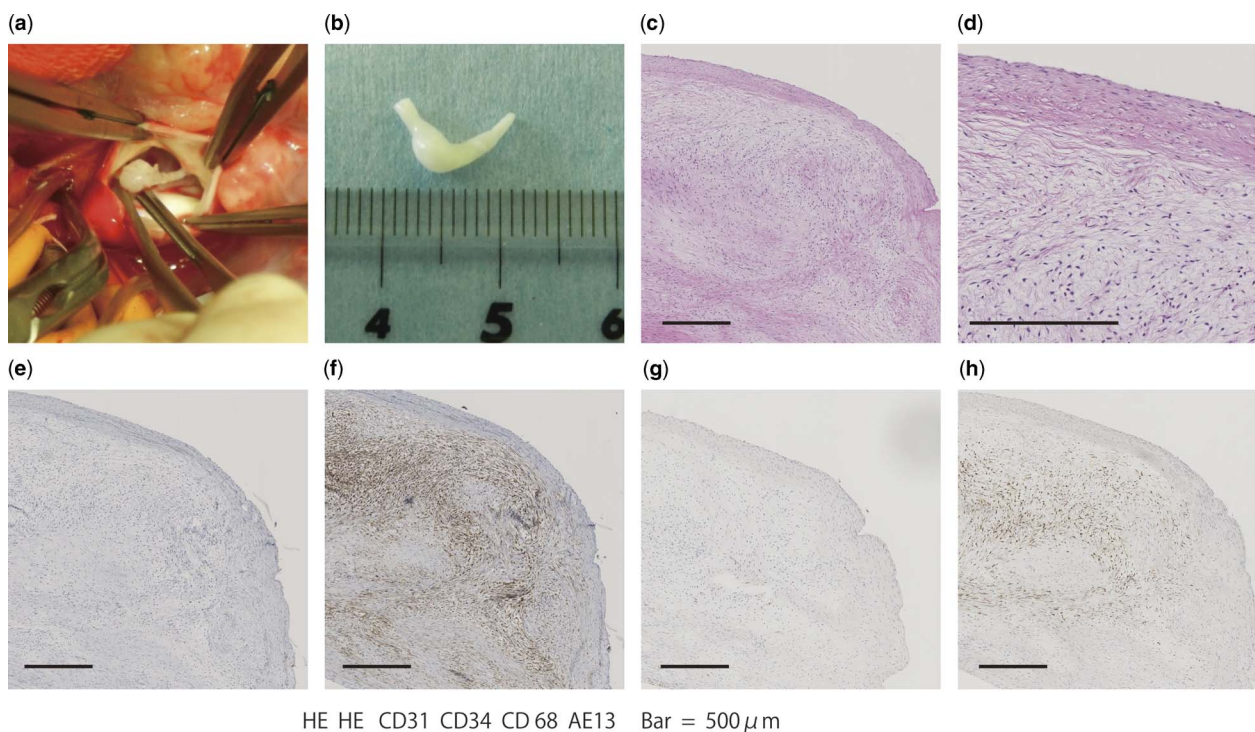 (a) (b) (c) (d)
4 5 6
(e) (f) (g) (h)
HE HE CD31 CD34 CD 68 AE13 Bar = 500 μ m